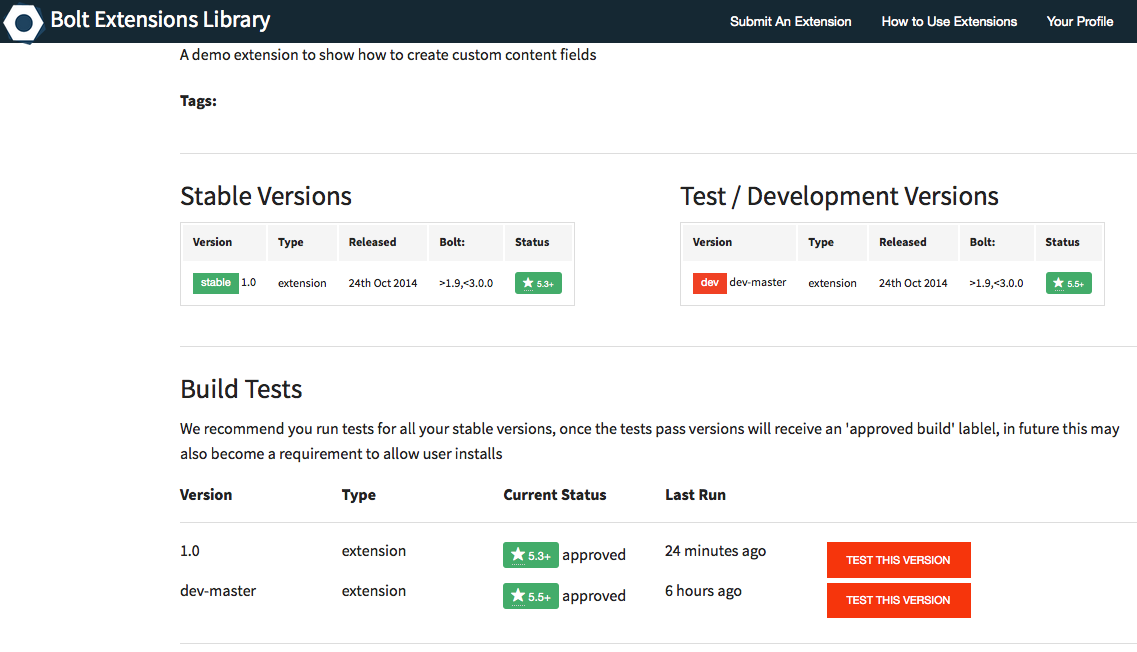 Bolt Extensions Library
Submit An Extension How to Use Extensions Your Profile
A demo extension to show how to create custom content fields
Tags:
Stable Versions
Version Type Released Bolt: Status
stable 1.0 extension 24th Oct 2014 >1.9,<3.0.0 ★ 5.3+
Test / Development Versions
Version Type Released Bolt: Status
dev dev-master extension 24th Oct 2014 >1.9,<3.0.0 ★ 5.5+
Build Tests
We recommend you run tests for all your stable versions, once the tests pass versions will receive an 'approved build' lablel, in future this may
also become a requirement to allow user installs
Version Type Current Status Last Run
1.0 extension ★ 5.3+ approved 24 minutes ago TEST THIS VERSION
dev-master extension ★ 5.5+ approved 6 hours ago TEST THIS VERSION